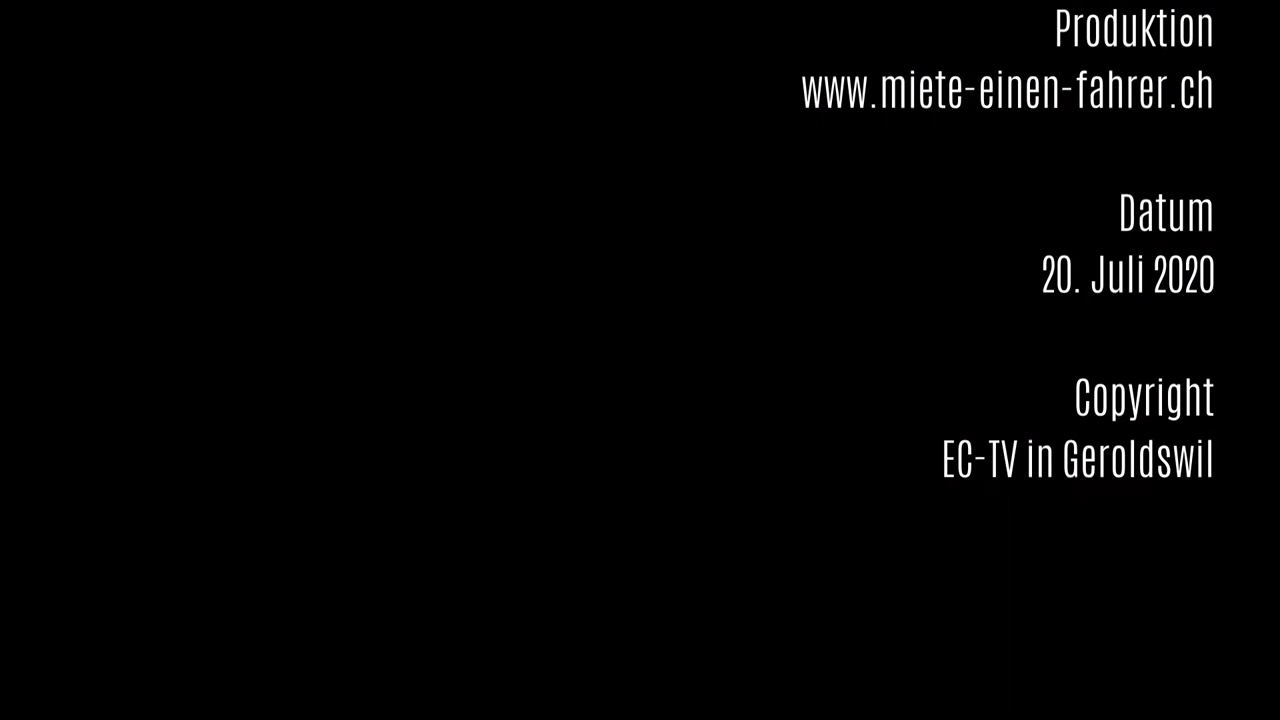 Produktion
www.miete-einen-fahrer.ch
Datum
20. Juli 2020
Copyright
EC-TV in Geroldswil